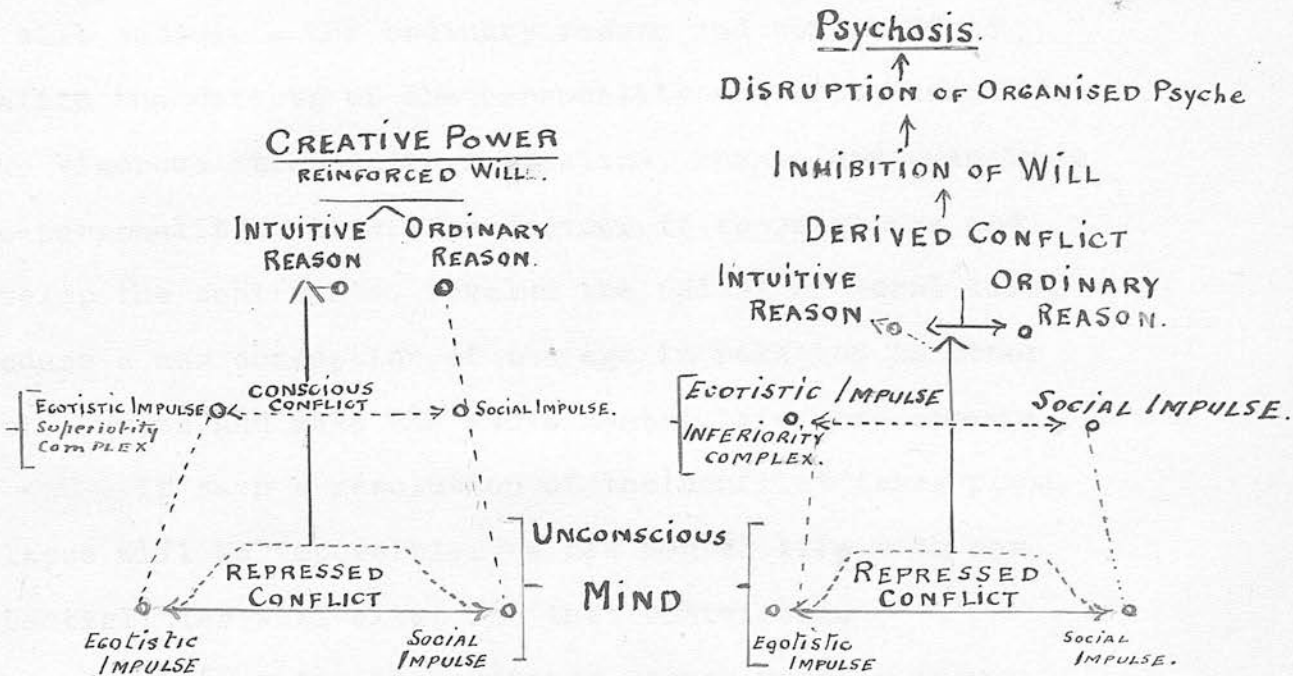 CREATIVE POWER
REINFORCED WILL.
INTUITIVE
REASON
ORDINARY
REASON.
CONSCIOUS
CONFLICT
EGOTISTIC IMPULSE
Superiority
ComPLEX
SOCIAL IMPULSE.
REPRESSED
CONFLICT
EGOTISTIC
IMPULSE
SOCIAL
IMPULSE
UNCONSCIOUS
MIND
Psychosis.
DISRUPTION OF ORGANISED PSYCHE
INHIBITION OF WILL
DERIVED CONFLICT
INTUITIVE
REASON
ORDINARY
REASON.
EGOTISTIC IMPULSE
INFERIORITY
COMPLEX.
SOCIAL IMPULSE.
REPRESSED
CONFLICT
EgOTISTIC
IMPULSE
SOCIAL
IMPULSE.